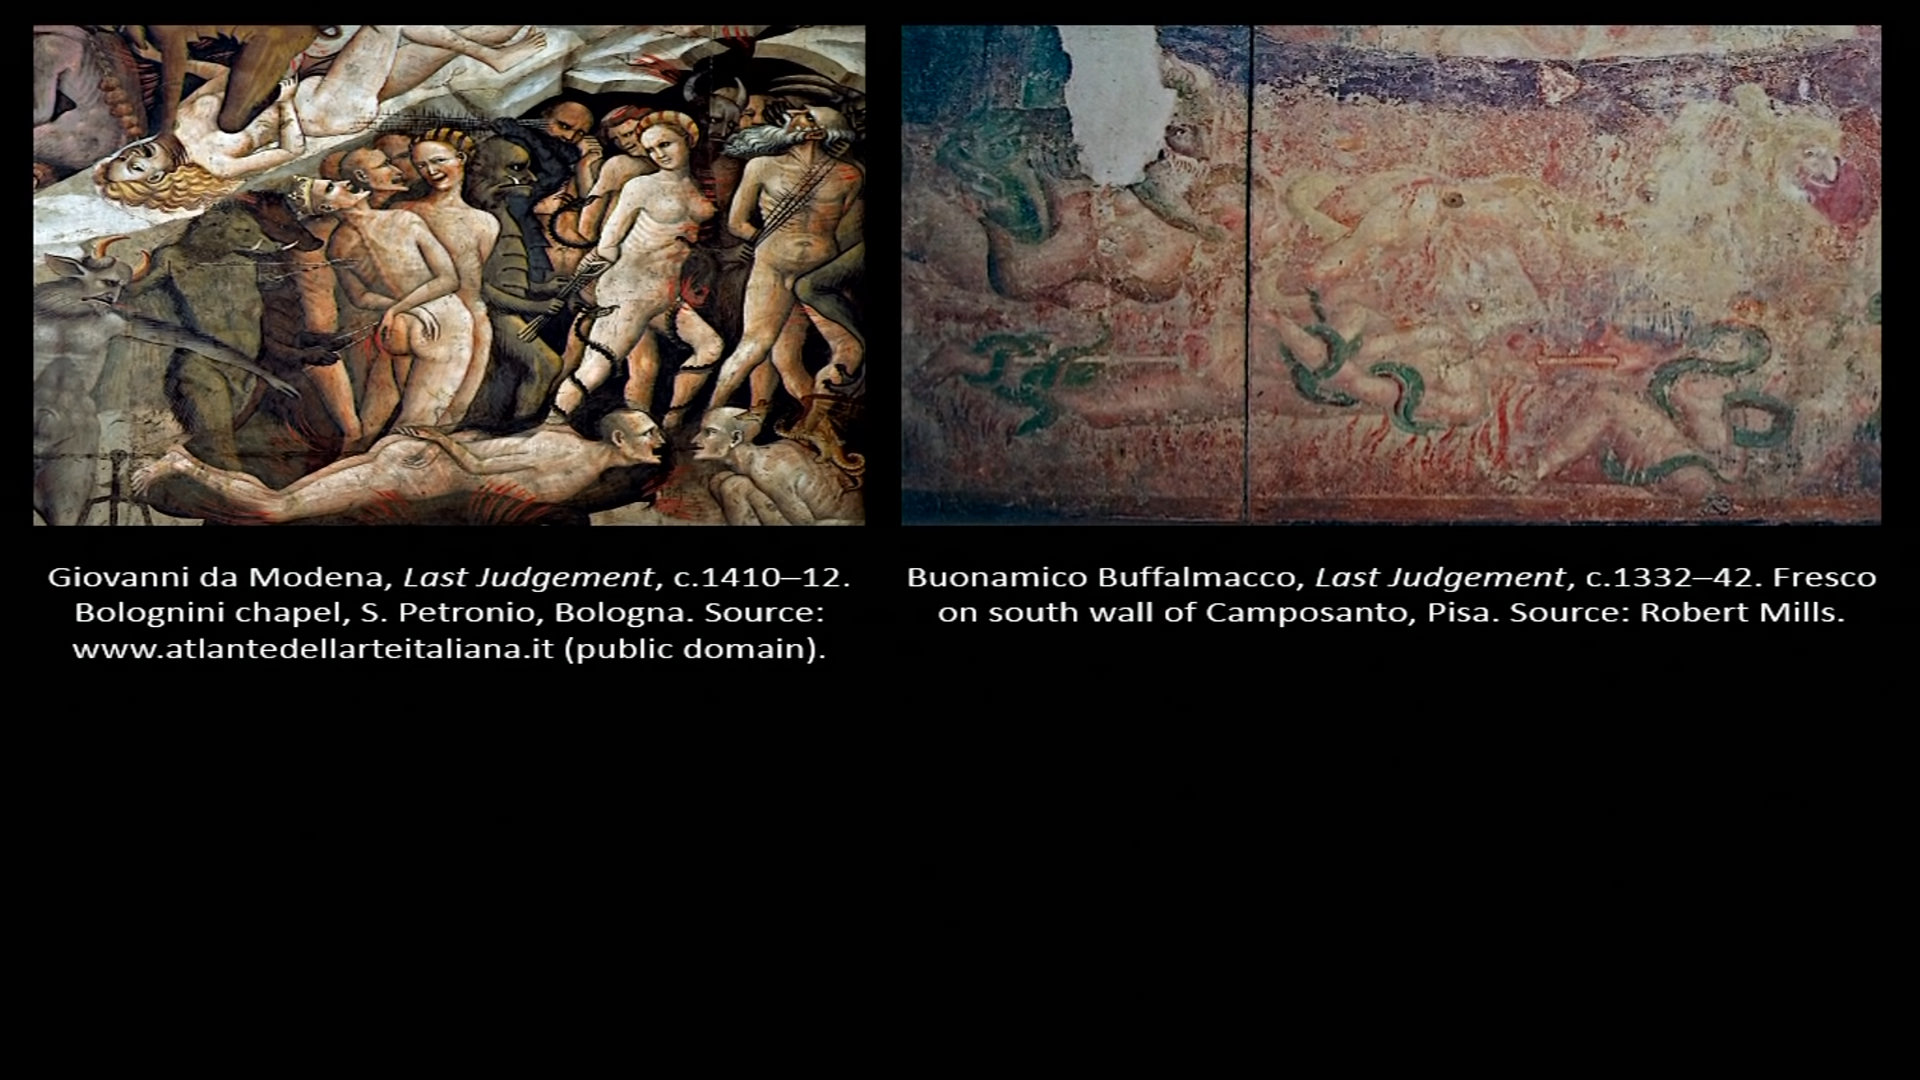 Giovanni da Modena, Last Judgement, c.1410–12.
Bolognini chapel, S. Petronio, Bologna. Source:
www.atlantedellarteitaliana.it (public domain).
Buonamico Buffalmacco, Last Judgement, c.1332–42. Fresco
on south wall of Camposanto, Pisa. Source: Robert Mills.